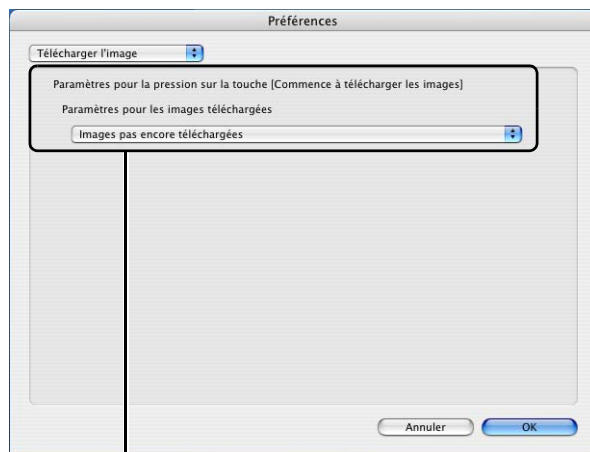 Préférences
Télécharger l'image
Paramètres pour la pression sur la touche [Commence à télécharger les images]
Paramètres pour les images téléchargées
Images pas encore téléchargées
Annuler
OK